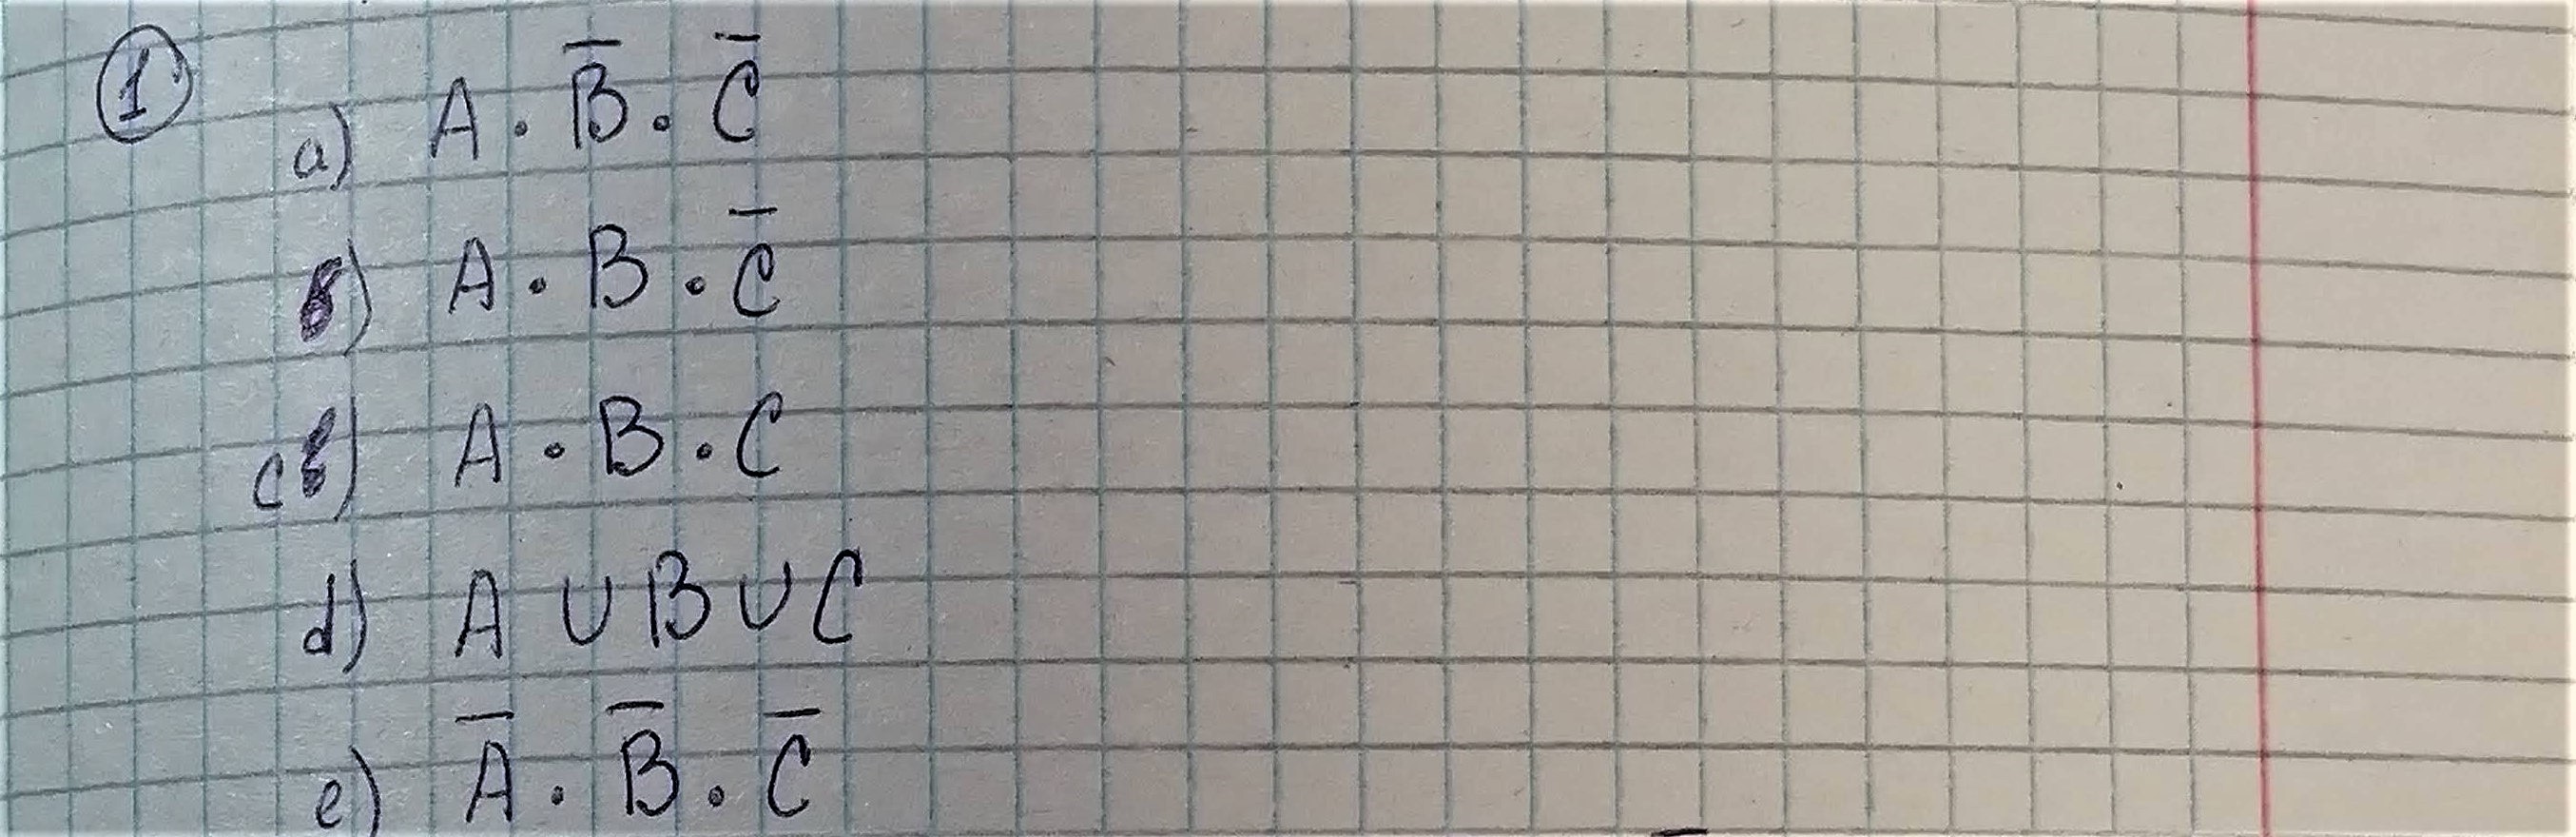 ① a) A · B̅ · C̅
б) A · B · C̅
c) A · B · C
d) A ∪ B ∪ C
e) A̅ · B̅ · C̅